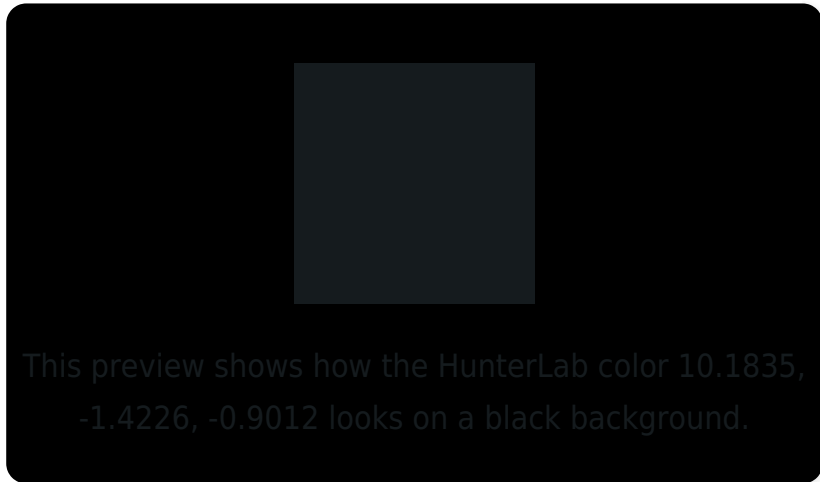 This preview shows how the HunterLab color 10.1835,
-1.4226, -0.9012 looks on a black background.